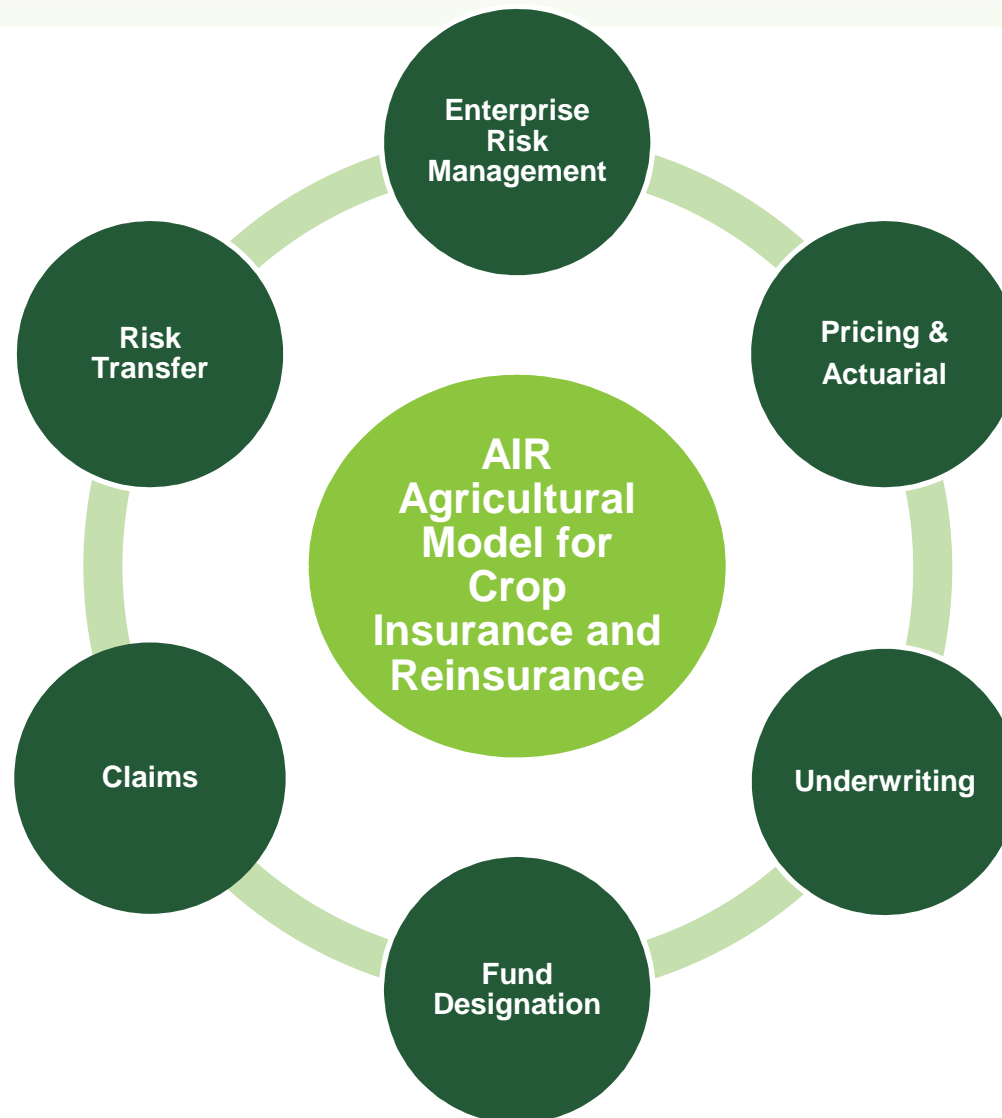 Enterprise
Risk
Management
Pricing &
Actuarial
Underwriting
Fund
Designation
Claims
Risk
Transfer
AIR
Agricultural
Model for
Crop
Insurance and
Reinsurance